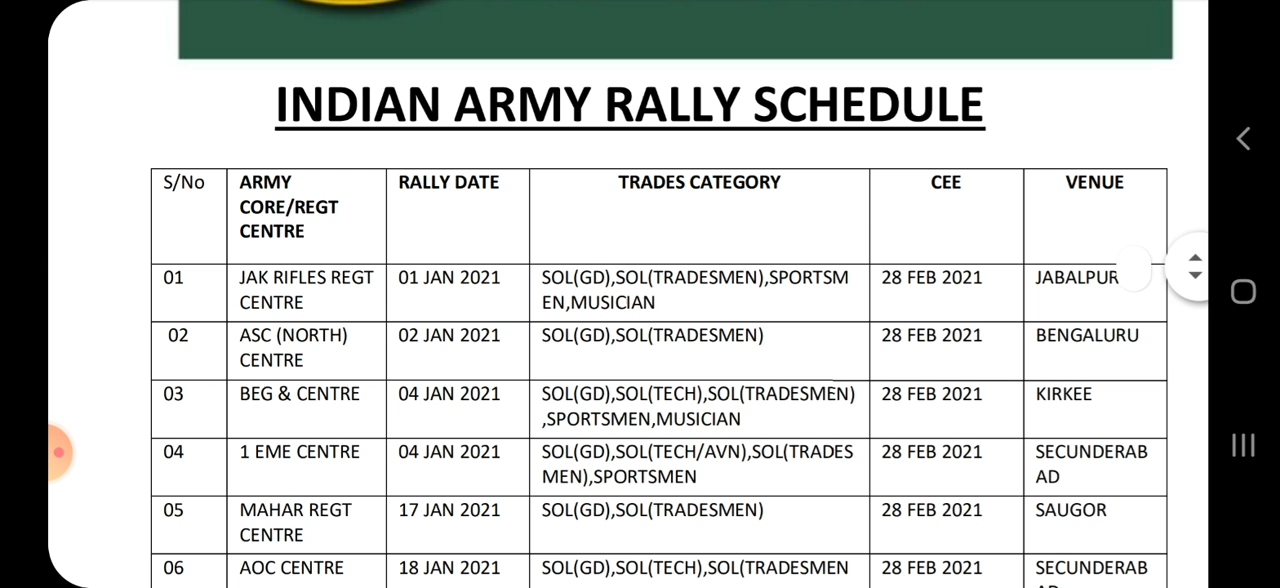 INDIAN ARMY RALLY SCHEDULE
S/No ARMY CORE/REGT CENTRE RALLY DATE TRADES CATEGORY CEE VENUE
01 JAK RIFLES REGT 01 JAN 2021 SOL(GD),SOL(TRADESMEN),SPORTSM 28 FEB 2021 JABALPUR
CENTRE EN,MUSICIAN
02 ASC (NORTH) 02 JAN 2021 SOL(GD),SOL(TRADESMEN) 28 FEB 2021 BENGALURU
CENTRE
03 BEG & CENTRE 04 JAN 2021 SOL(GD),SOL(TECH),SOL(TRADESMEN) 28 FEB 2021 KIRKEE
,SPORTSMEN,MUSICIAN
04 1 EME CENTRE 04 JAN 2021 SOL(GD),SOL(TECH/AVN),SOL(TRADES 28 FEB 2021 SECUNDERAB
MEN),SPORTSMEN AD
05 MAHAR REGT 17 JAN 2021 SOL(GD),SOL(TRADESMEN) 28 FEB 2021 SAUGOR
CENTRE
06 AOC CENTRE 18 JAN 2021 SOL(GD),SOL(TECH),SOL(TRADESMEN 28 FEB 2021 SECUNDERAB